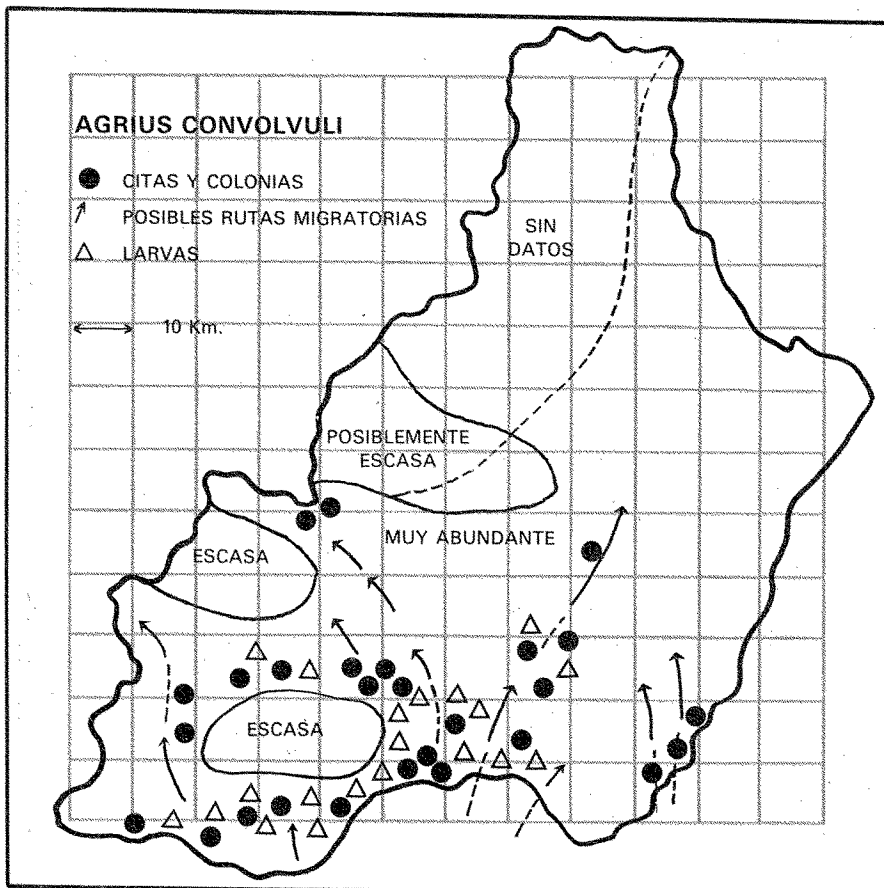 AGRIUS CONVOLVULI
CITAS Y COLONIAS
POSIBLES RUTAS MIGRATORIAS
LARVAS
10 Km.
SIN
DATOS
POSIBLEMENTE
ESCASA
MUY ABUNDANTE
ESCASA
ESCASA